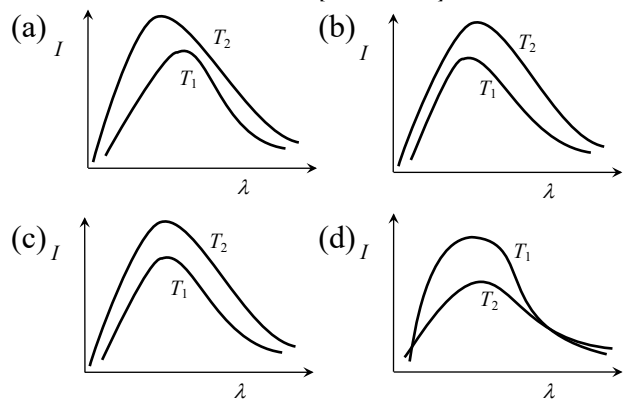 (a) I T₂ T₁ λ
(b) I T₂ T₁ λ
(c) I T₂ T₁ λ
(d) I T₁ T₂ λ